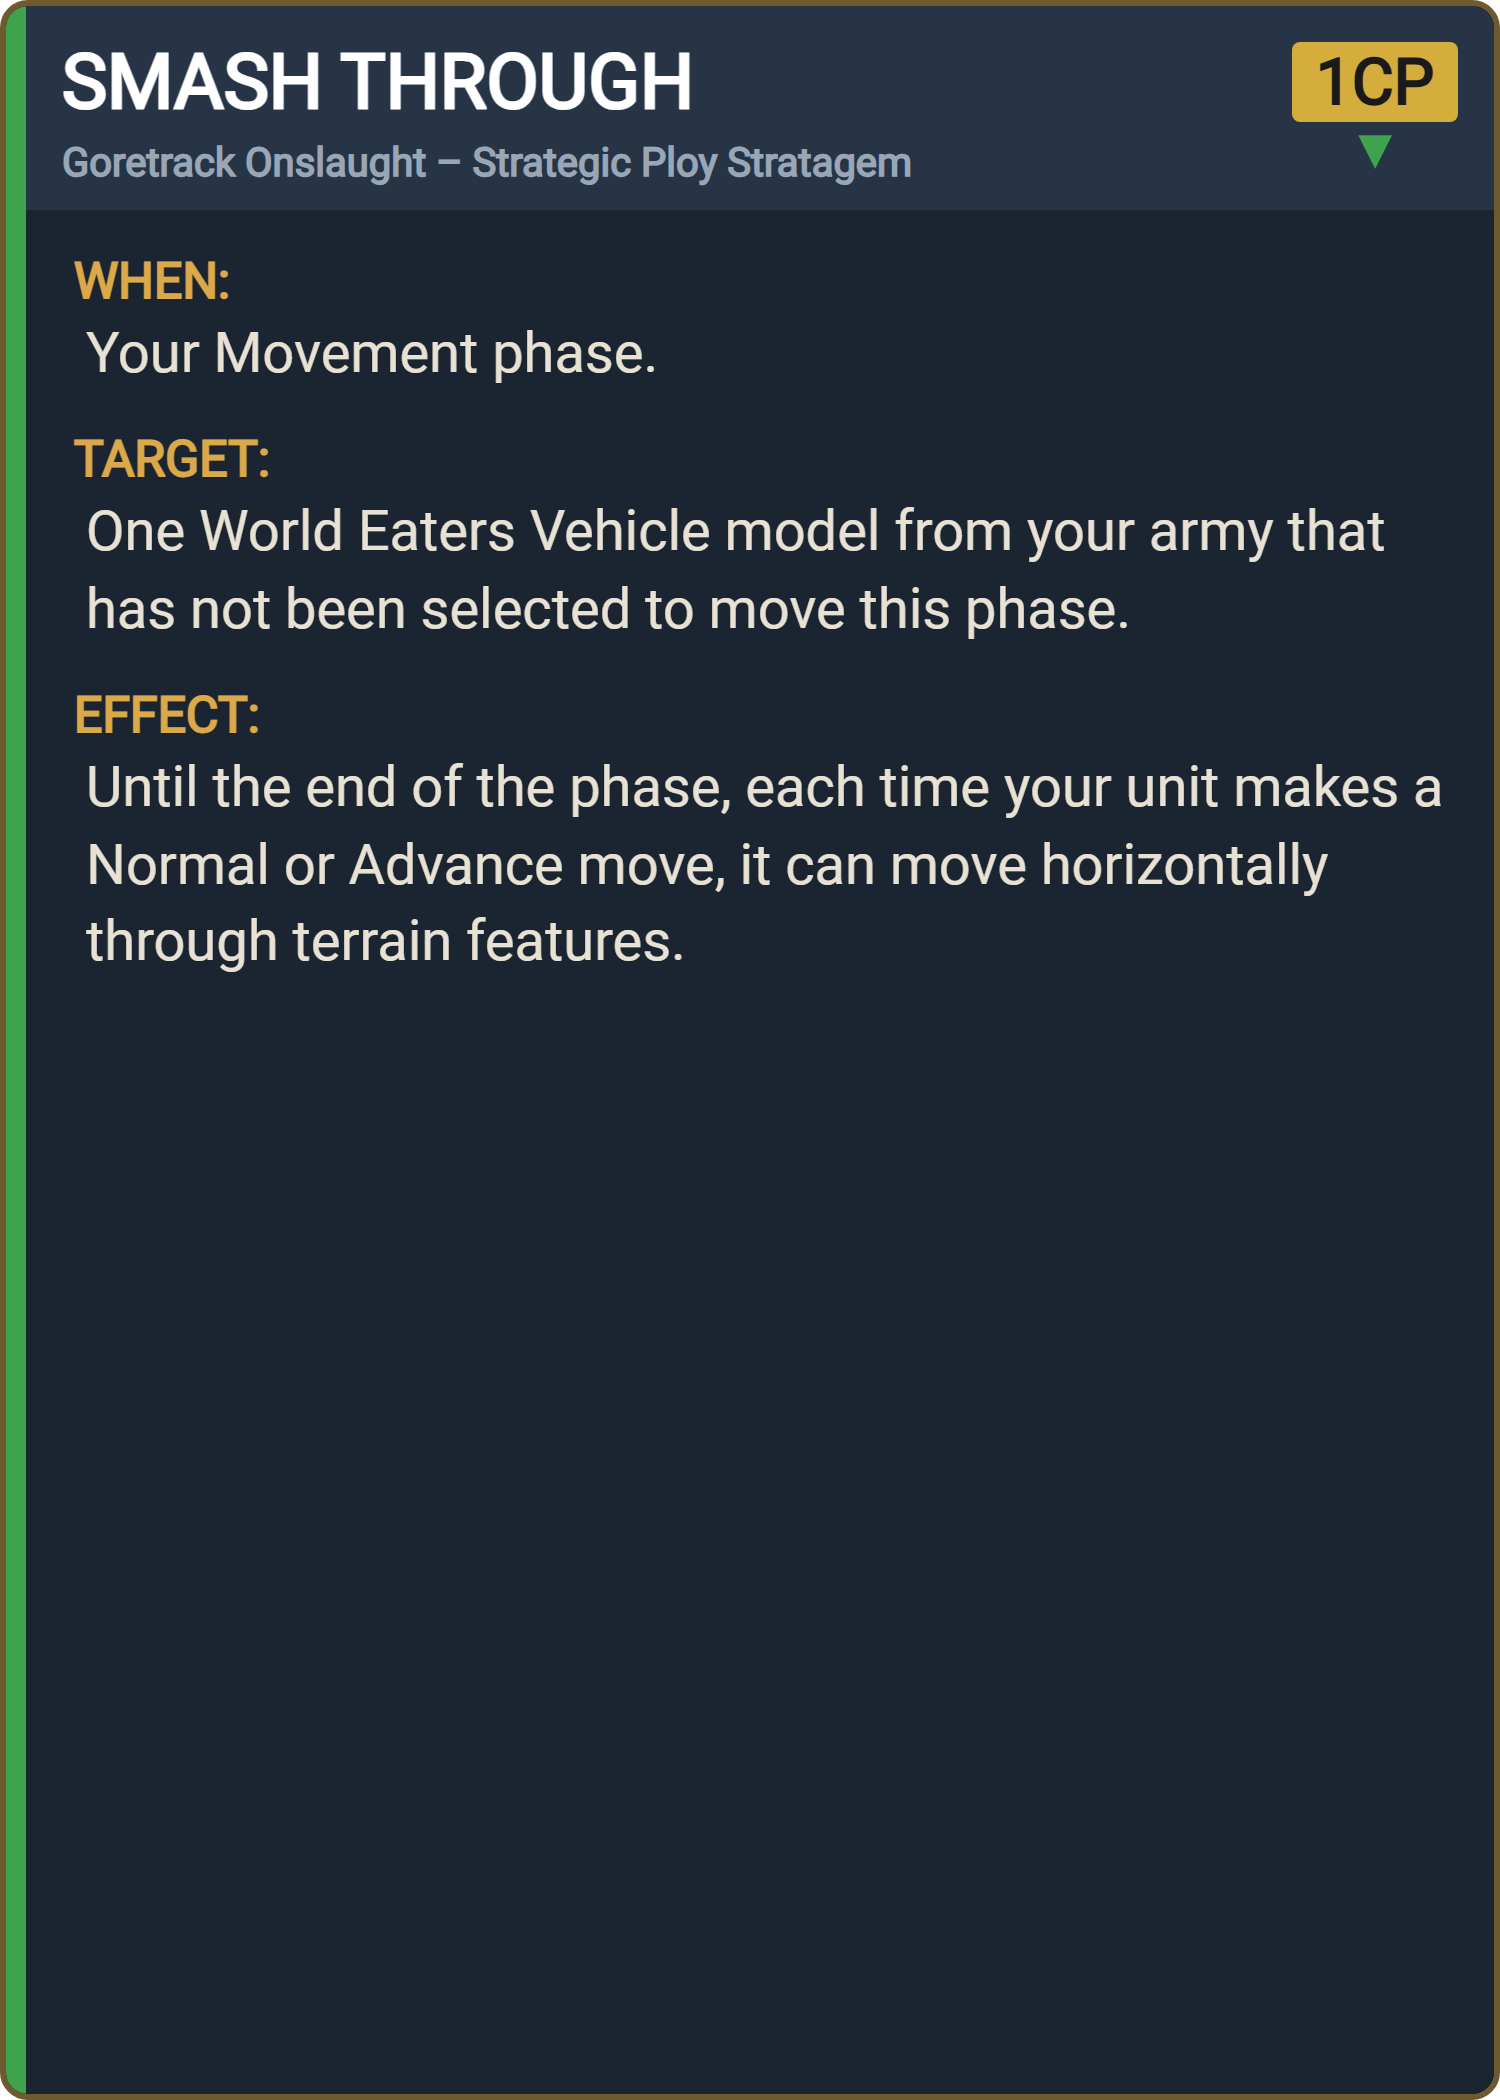 SMASH THROUGH
1CP
Goretrack Onslaught – Strategic Ploy Stratagem
WHEN:
Your Movement phase.
TARGET:
One World Eaters Vehicle model from your army that
has not been selected to move this phase.
EFFECT:
Until the end of the phase, each time your unit makes a
Normal or Advance move, it can move horizontally
through terrain features.